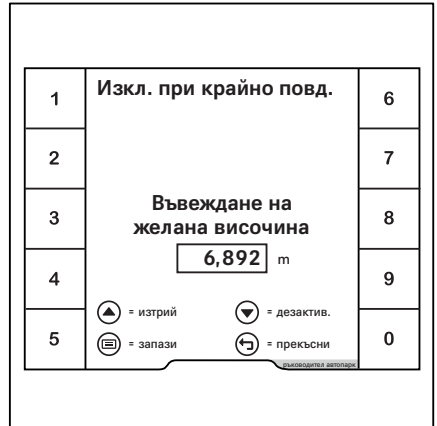 Изкл. при крайно повд.
1
6
2
7
Въвеждане на
3
желана височина
8
6,892 m
4
9
= изтрий
= дезактив.
5
= запази
= прекъсни
0
ръководител автопарк